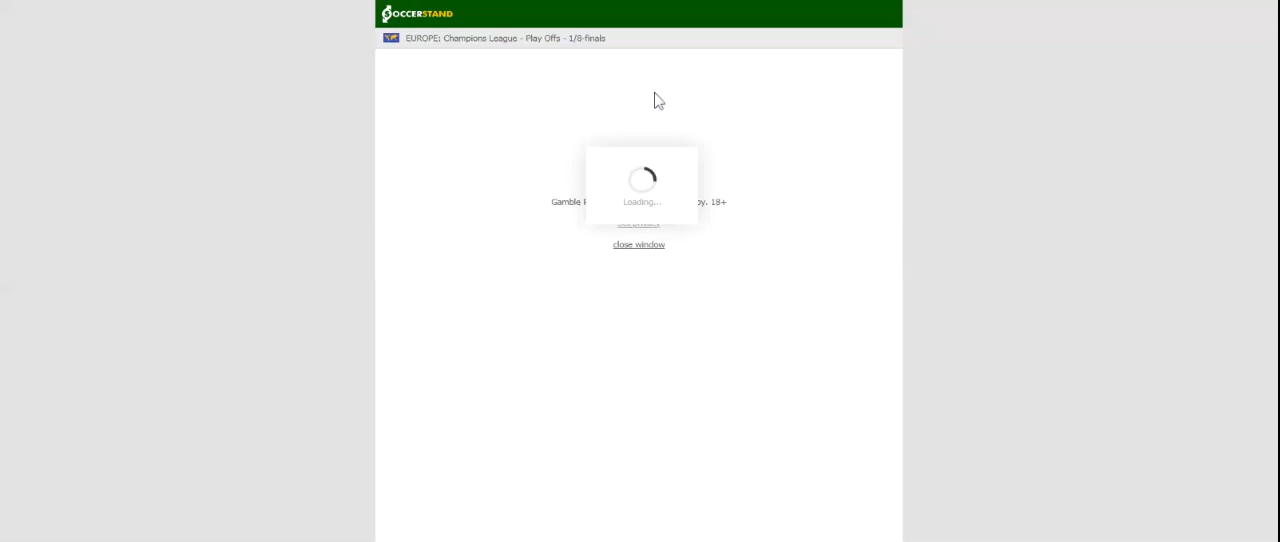 SOCCERSTAND
EUROPE: Champions League - Play Offs - 1/8-finals
Loading...
Gamble 18+
close window